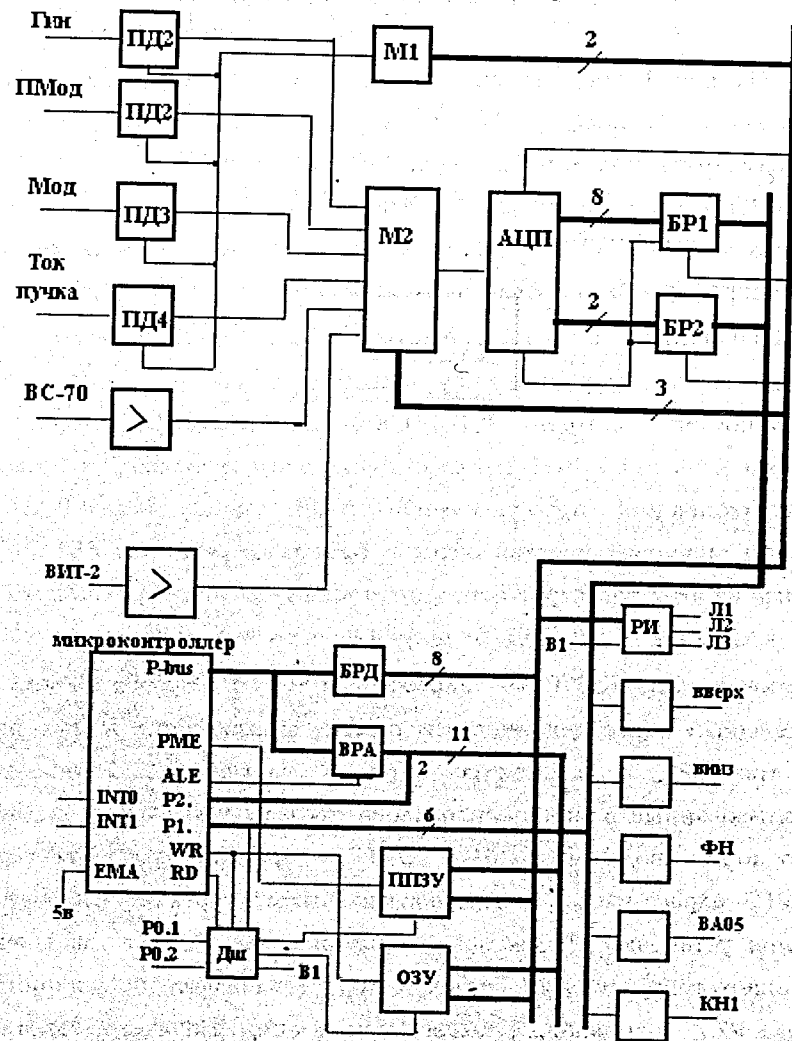 Гин
ПД2
М1
2
ПМод
ПД2
Мод
ПД3
М2
АЦП
8
БР1
Ток
пучка
ПД4
2
БР2
ВС-70
>
3
ВИТ-2
>
РИ
Л1
Л2
Л3
В1
микроконтроллер
P-bus
БРД
8
вверх
PME
ВРА
11
2
ALE
вниз
INT0
P2.
INT1
P1.
6
WR
ФН
EMA
RD
ППЗУ
5в
P0.1
ВА05
P0.2
Дш
В1
ОЗУ
КН1